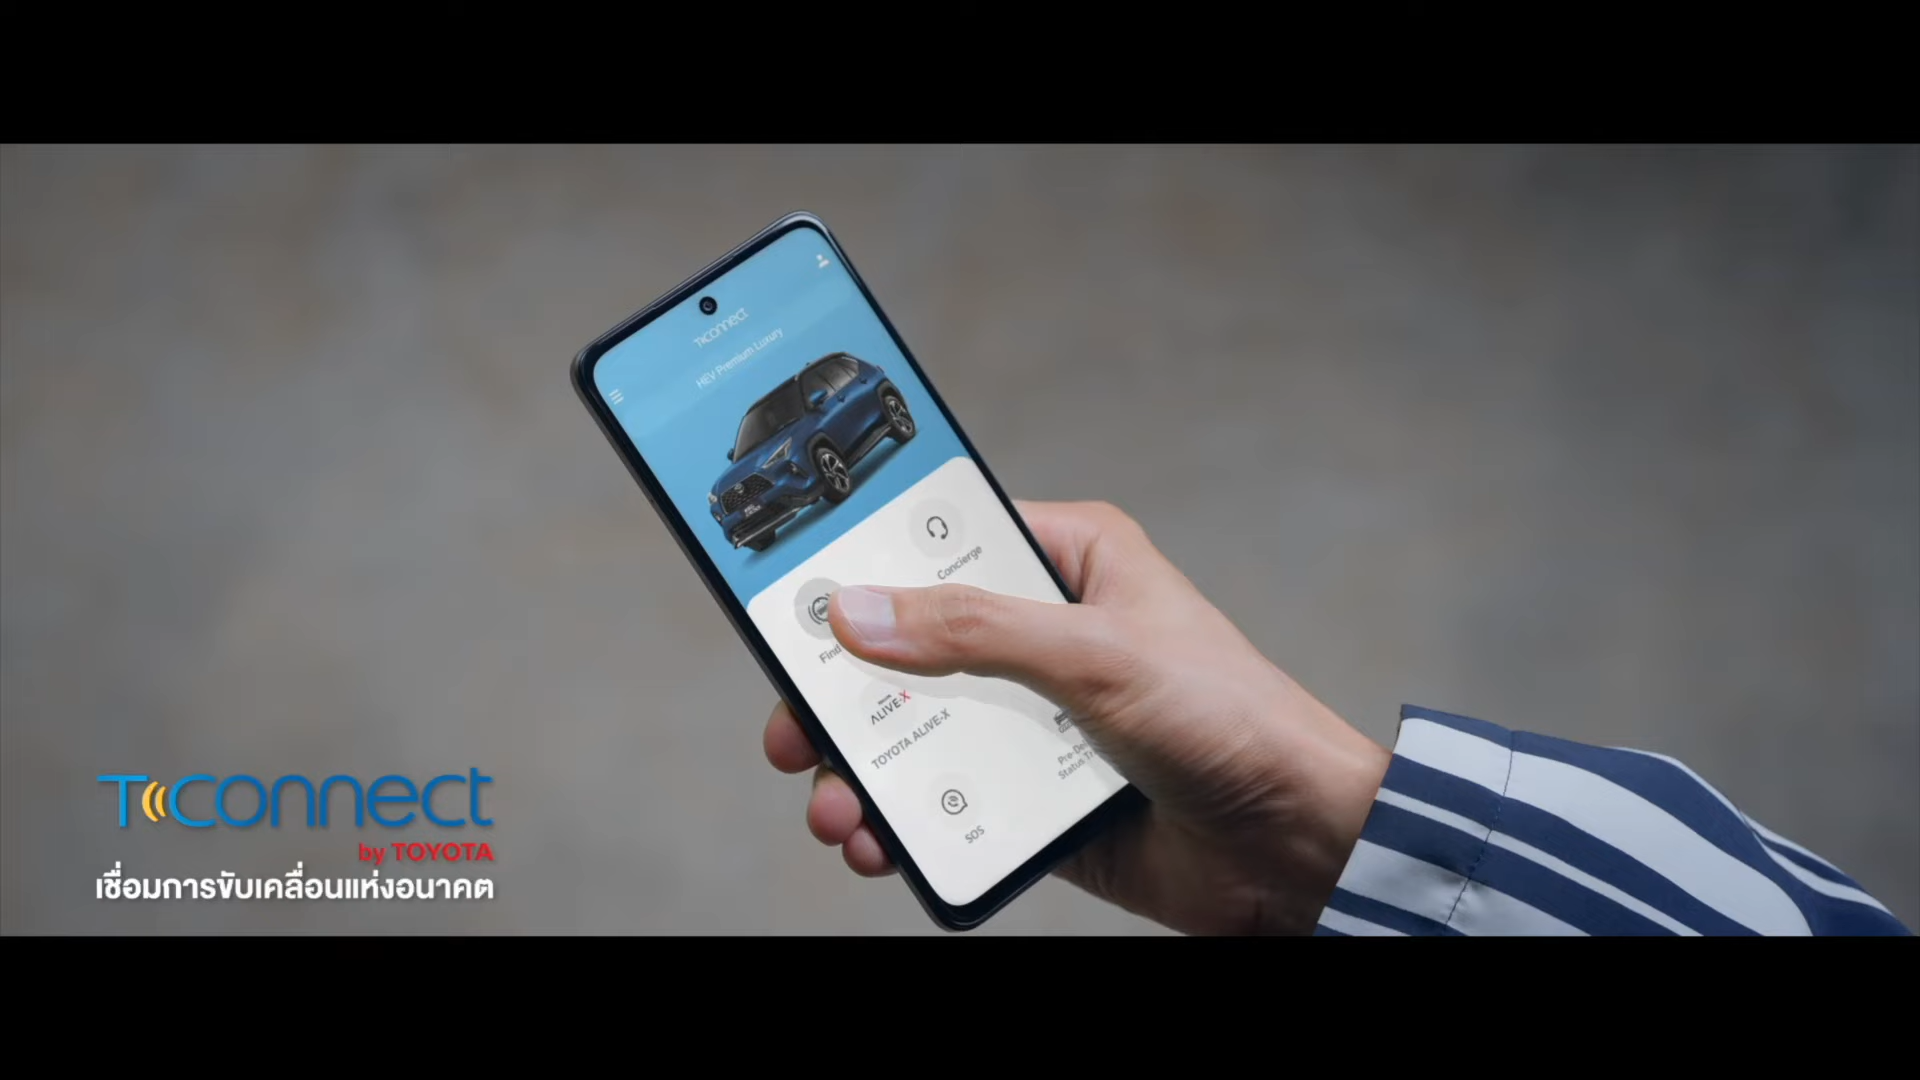 T-Connect
HEV Premium Luxury
Concierge
Find
ALIVE-X
TOYOTA ALIVE-X
SOS
T-Connect
by TOYOTA
เชื่อมการขับเคลื่อนแห่งอนาคต